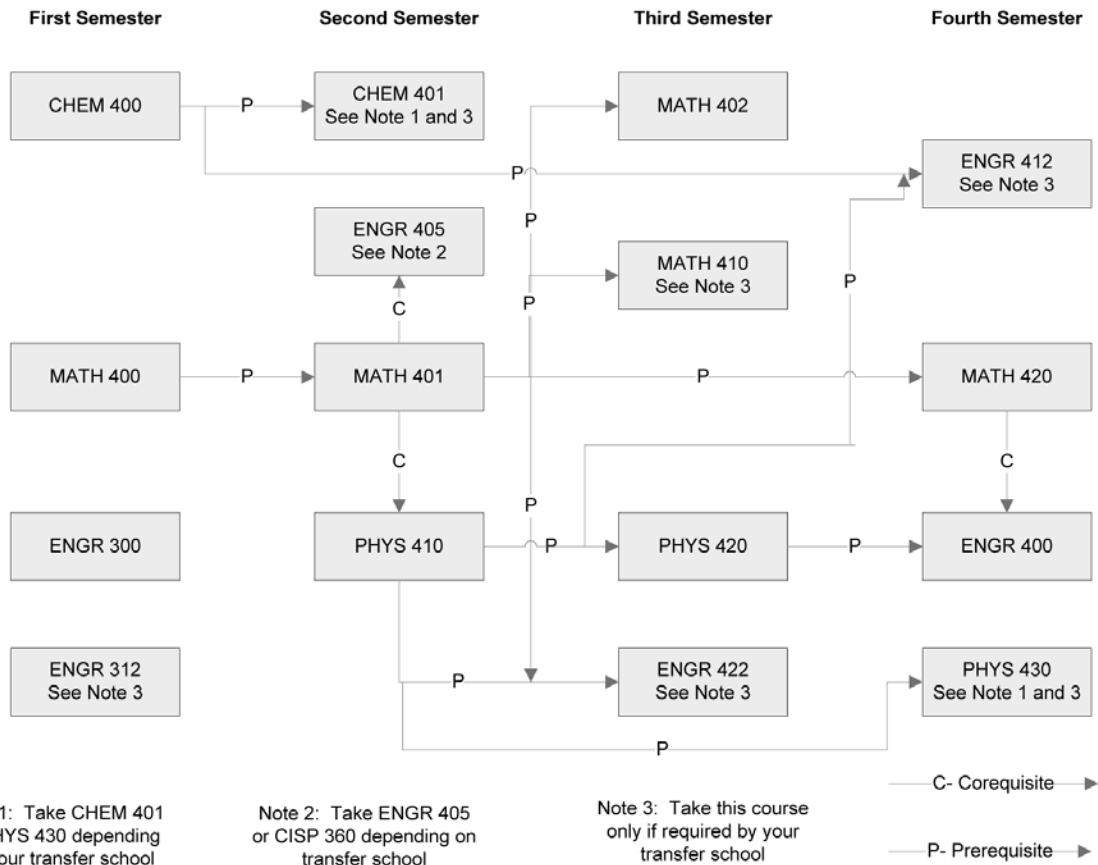 First Semester
Second Semester
Third Semester
Fourth Semester
CHEM 400
P
CHEM 401
See Note 1 and 3
MATH 402
P
ENGR 412
See Note 3
P
ENGR 405
See Note 2
MATH 410
See Note 3
P
P
C
MATH 400
P
MATH 401
P
MATH 420
C
C
P
ENGR 300
PHYS 410
P
PHYS 420
P
ENGR 400
ENGR 312
See Note 3
P
ENGR 422
See Note 3
PHYS 430
See Note 1 and 3
P
1: Take CHEM 401
HYS 430 depending
our transfer school
Note 2: Take ENGR 405
or CISP 360 depending on
transfer school
Note 3: Take this course
only if required by your
transfer school
C- Corequisite
P- Prerequisite